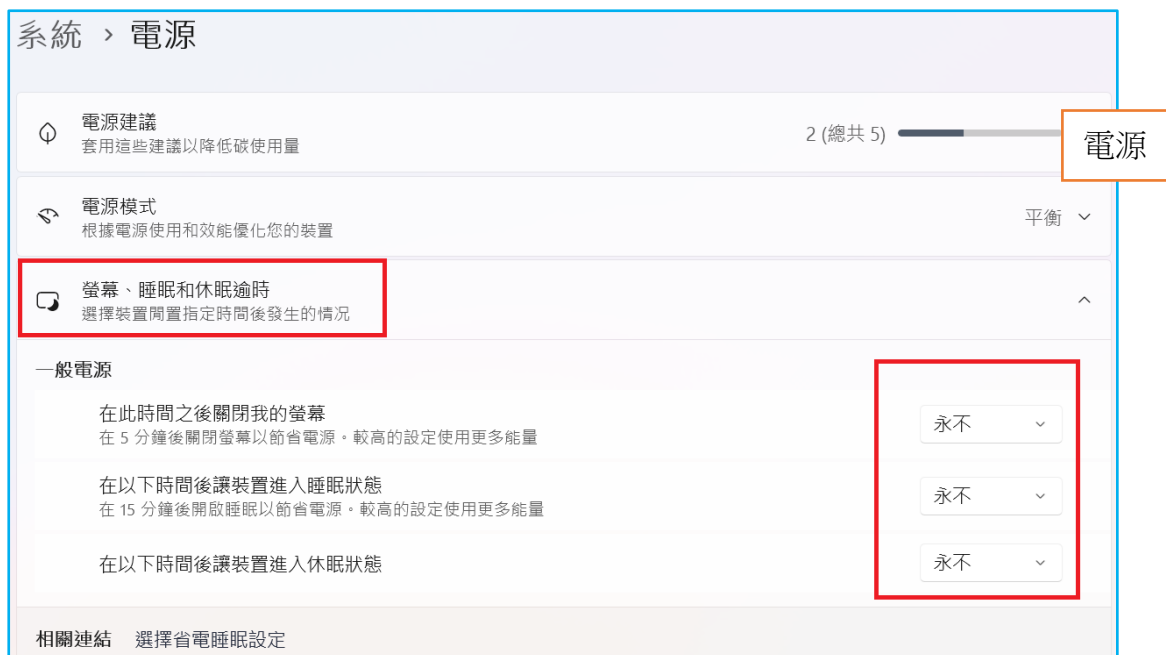 系統 › 電源
電源建議
套用這些建議以降低碳使用量
2 (總共 5)
電源
電源模式
根據電源使用和效能優化您的裝置
平衡
螢幕、睡眠和休眠逾時
選擇裝置閒置指定時間後發生的情況
一般電源
在此時間之後關閉我的螢幕
在 5 分鐘後關閉螢幕以節省電源。較高的設定使用更多能量
永不
在以下時間後讓裝置進入睡眠狀態
在 15 分鐘後開啟睡眠以節省電源。較高的設定使用更多能量
永不
在以下時間後讓裝置進入休眠狀態
永不
相關連結 選擇省電睡眠設定